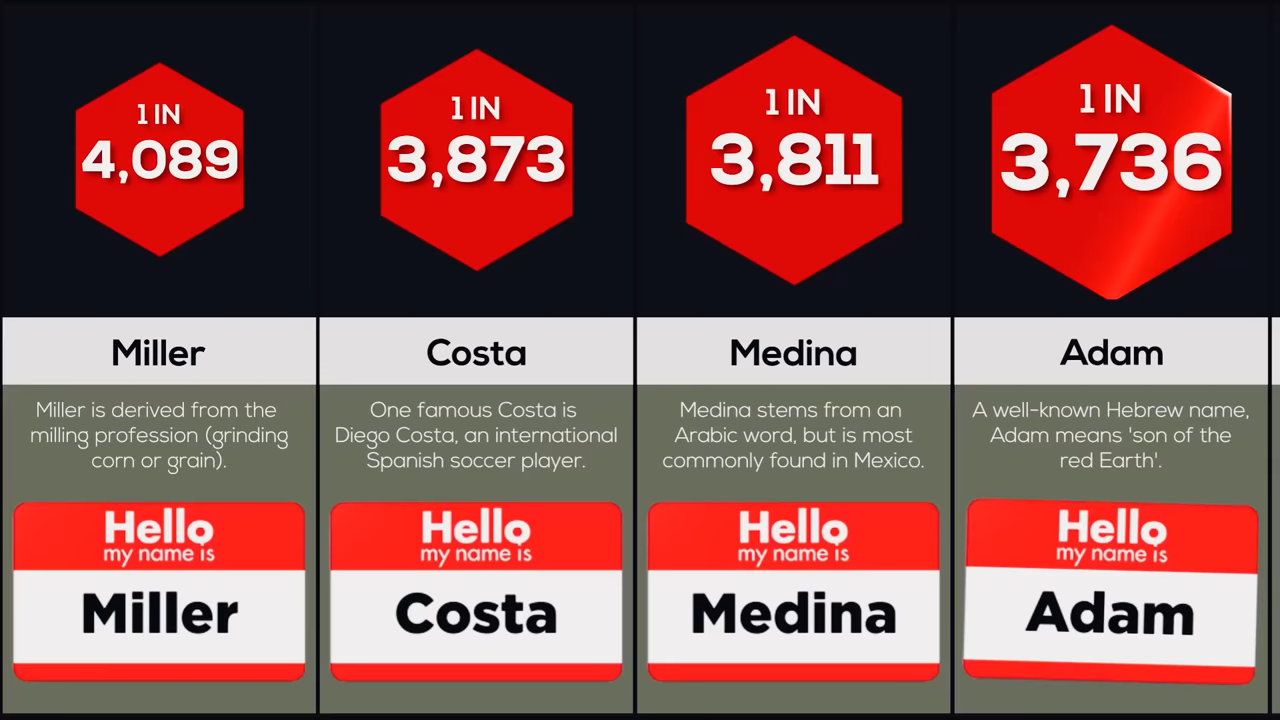 1 IN
4,089
Miller
Miller is derived from the
milling profession (grinding
corn or grain).
Hello
my name is
Miller
1 IN
3,873
Costa
One famous Costa is
Diego Costa, an international
Spanish soccer player.
Hello
my name is
Costa
1 IN
3,811
Medina
Medina stems from an
Arabic word, but is most
commonly found in Mexico.
Hello
my name is
Medina
1 IN
3,736
Adam
A well-known Hebrew name,
Adam means 'son of the
red Earth'.
Hello
my name is
Adam